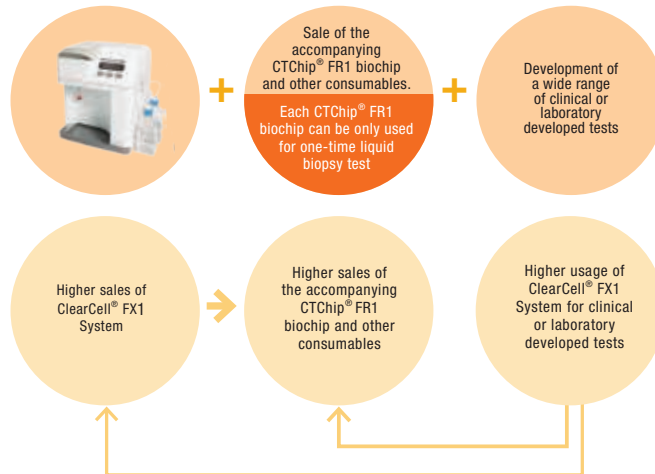 Sale of the
accompanying
CTChip® FR1 biochip
and other consumables.
Each CTChip® FR1
biochip can be only used
for one-time liquid
biopsy test
Development of
a wide range
of clinical or
laboratory
developed tests
Higher sales of
ClearCell® FX1
System
Higher sales of
the accompanying
CTChip® FR1
biochip and other
consumables
Higher usage of
ClearCell® FX1
System for clinical
or laboratory
developed tests